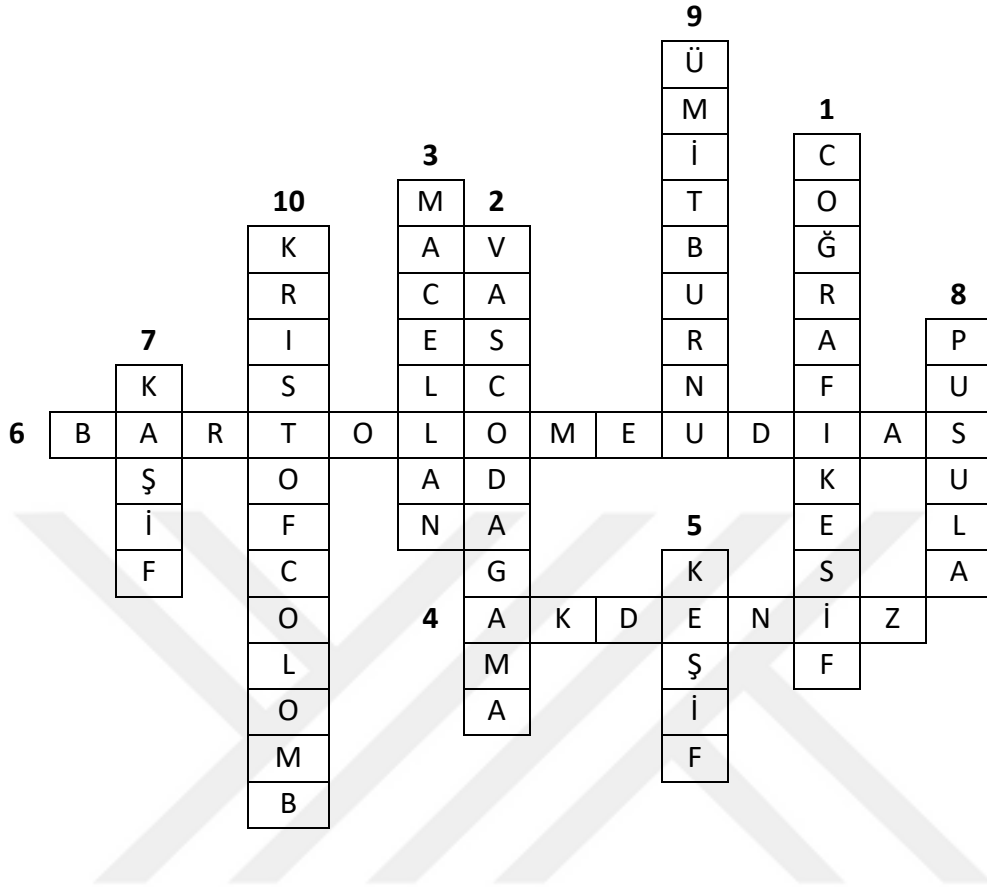 9
Ü
M 1
3 İ C
10 M 2 T O
K A V B Ğ
R C A U R 8
7 I E S R A P
K S L C N F U
6 B A R T O L O M E U D I A S
Ş O A D K U
İ F N A 5 E L
F C G K S A
O 4 A K D E N İ Z
L M Ş F
O A İ
M F
B